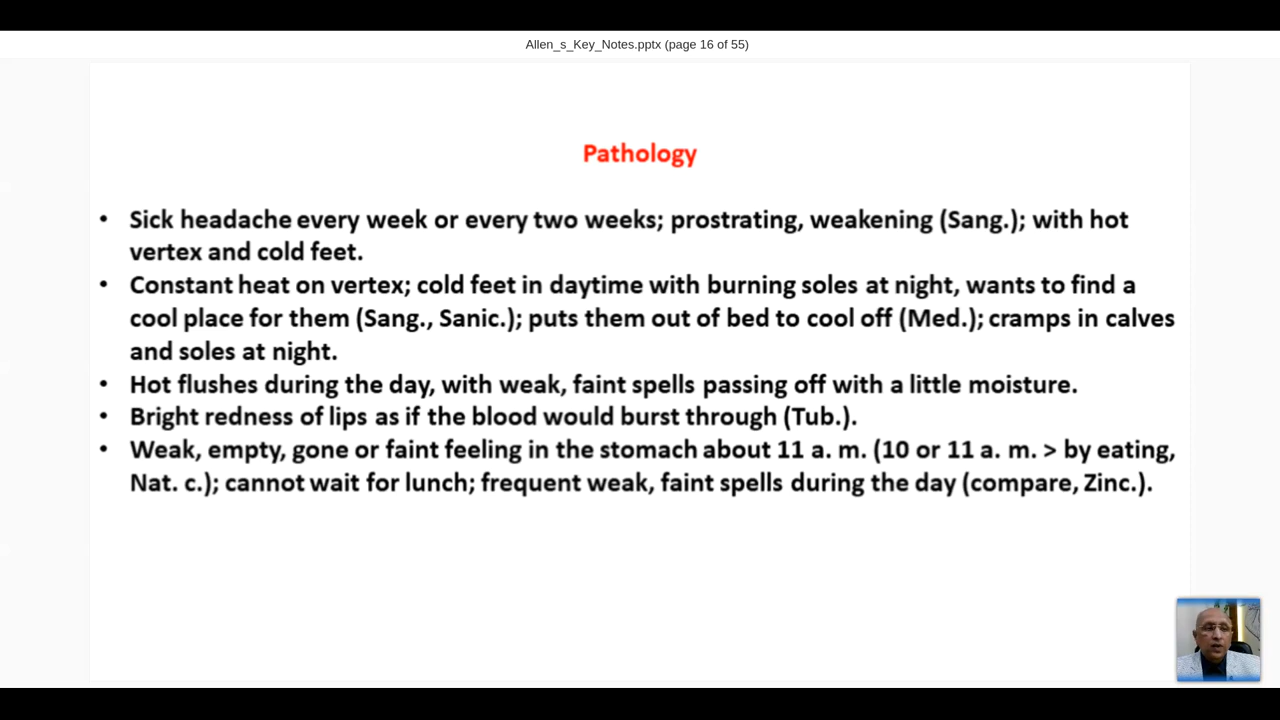 Allen_s_Key_Notes.pptx (page 16 of 55)
Pathology
• Sick headache every week or every two weeks; prostrating, weakening (Sang.); with hot
vertex and cold feet.
• Constant heat on vertex; cold feet in daytime with burning soles at night, wants to find a
cool place for them (Sang., Sanic.); puts them out of bed to cool off (Med.); cramps in calves
and soles at night.
• Hot flushes during the day, with weak, faint spells passing off with a little moisture.
• Bright redness of lips as if the blood would burst through (Tub.).
• Weak, empty, gone or faint feeling in the stomach about 11 a. m. (10 or 11 a. m. > by eating,
Nat. c.); cannot wait for lunch; frequent weak, faint spells during the day (compare, Zinc.).